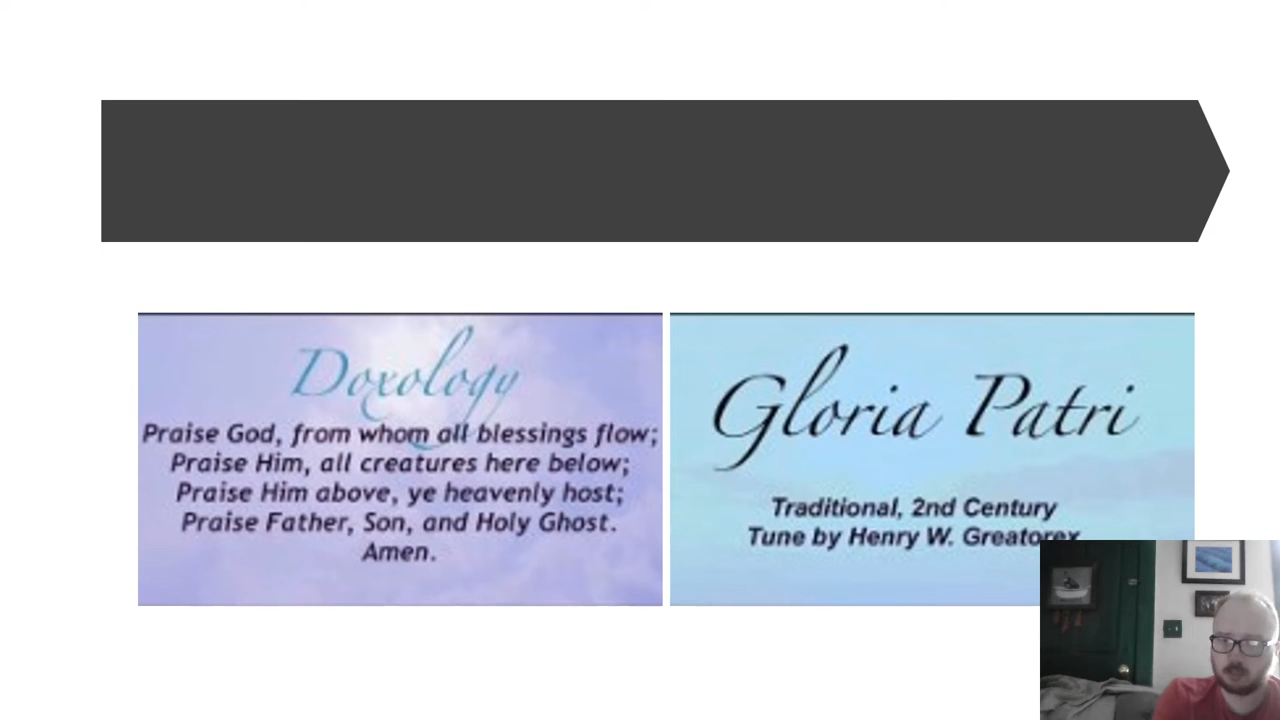 Doxology
Praise God, from whom all blessings flow;
Praise Him, all creatures here below;
Praise Him above, ye heavenly host;
Praise Father, Son, and Holy Ghost.
Amen.
Gloria Patri
Traditional, 2nd Century
Tune by Henry W. Greatorex